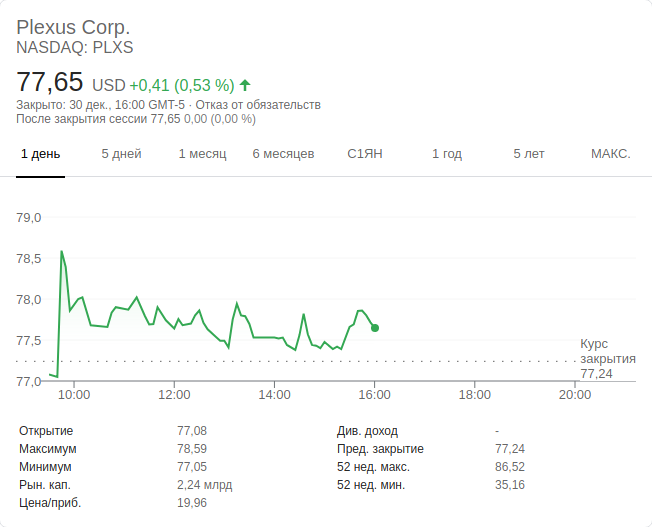 Plexus Corp.
NASDAQ: PLXS
77,65 USD +0,41 (0,53 %)
Закрыто: 30 дек., 16:00 GMT-5 · Отказ от обязательств
После закрытия сессии 77,65 0,00 (0,00 %)
1 день 5 дней 1 месяц 6 месяцев С1ЯН 1 год 5 лет МАКС.
79,0
78,5
78,0
77,5
77,0
Курс
закрытия
77,24
10:00 12:00 14:00 16:00 18:00 20:00
Открытие 77,08 Див. доход -
Максимум 78,59 Пред. закрытие 77,24
Минимум 77,05 52 нед. макс. 86,52
Рын. кап. 2,24 млрд 52 нед. мин. 35,16
Цена/приб. 19,96